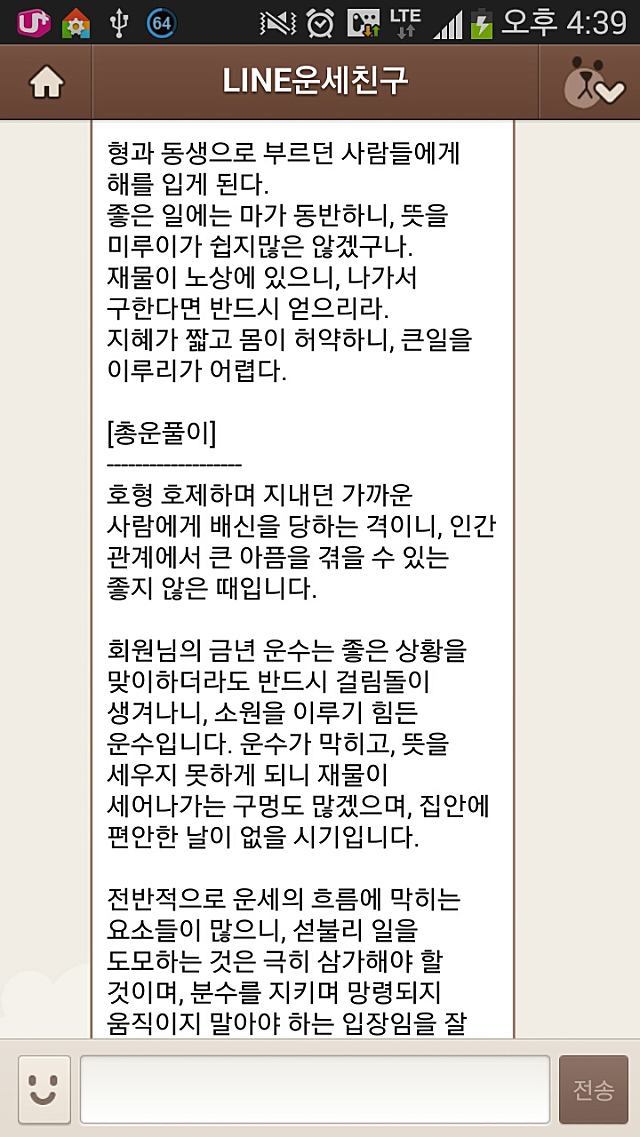 U+
64
LTE
오후 4:39
LINE운세친구
형과 동생으로 부르던 사람들에게
해를 입게 된다.
좋은 일에는 마가 동반하니, 뜻을
미루이가 쉽지많은 않겠구나.
재물이 노상에 있으니, 나가서
구한다면 반드시 얻으리라.
지혜가 짧고 몸이 허약하니, 큰일을
이루리가 어렵다.
[총운풀이]
-------------------
호형 호제하며 지내던 가까운
사람에게 배신을 당하는 격이니, 인간
관계에서 큰 아픔을 겪을 수 있는
좋지 않은 때입니다.
회원님의 금년 운수는 좋은 상황을
맞이하더라도 반드시 걸림돌이
생겨나니, 소원을 이루기 힘든
운수입니다. 운수가 막히고, 뜻을
세우지 못하게 되니 재물이
세어나가는 구멍도 많겠으며, 집안에
편안한 날이 없을 시기입니다.
전반적으로 운세의 흐름에 막히는
요소들이 많으니, 섣불리 일을
도모하는 것은 극히 삼가해야 할
것이며, 분수를 지키며 망령되지
움직이지 말아야 하는 입장임을 잘
전송